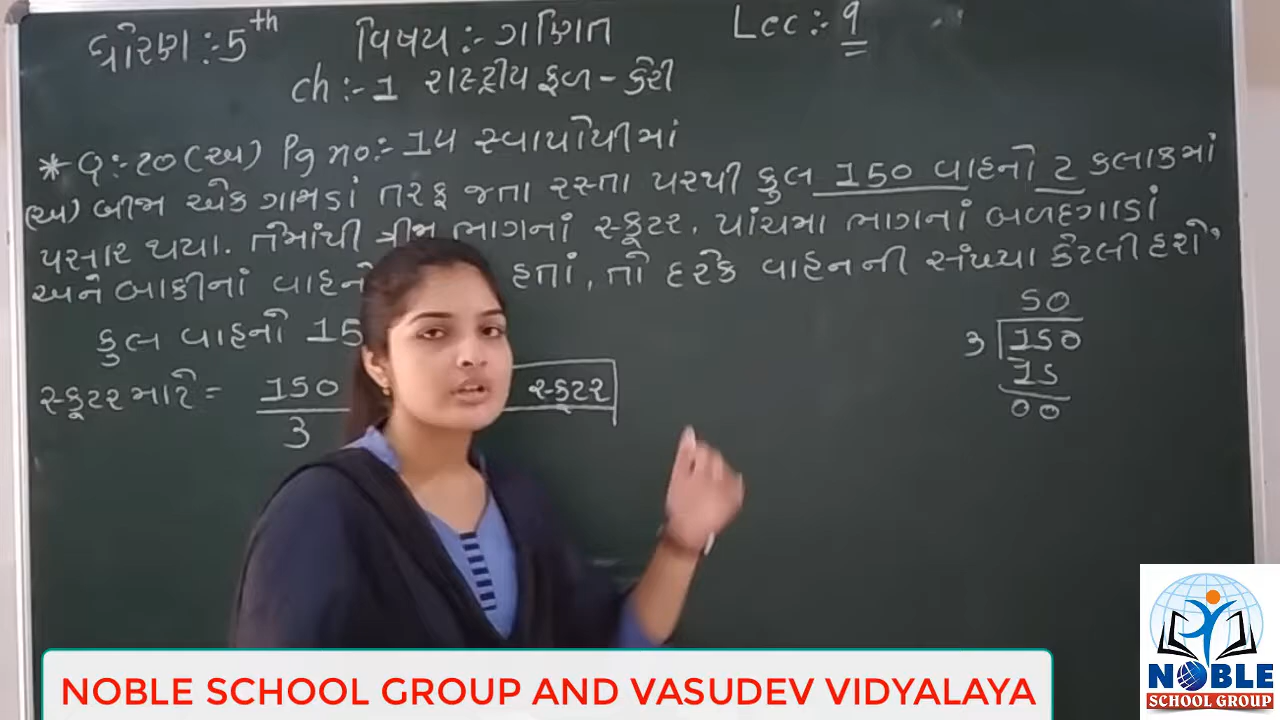 ધોરણ :- 5th વિષય :- ગણિત Lec :- 9
ch :- 1 રાષ્ટ્રીય ફળ - કેરી
* Q :- 20 (અ) Pg no :- 14 સ્વાધ્યાયપોથીમાં
(અ) બીજા એક ગામડાં તરફ જતા રસ્તા પરથી કુલ 150 વાહનો 2 કલાકમાં
પસાર થયા. તેમાંથી ત્રીજા ભાગનાં સ્કૂટર, પાંચમા ભાગનાં બળદગાડાં
અને બાકીનાં હતાં, તો દરેક વાહનની સંખ્યા કેટલી હશે?
કુલ વાહનો 15
સ્કૂટર માટે = 150
3
સ્કૂટર
50
3 150
15
00
NOBLE SCHOOL GROUP AND VASUDEV VIDYALAYA
NOBLE
SCHOOL GROUP